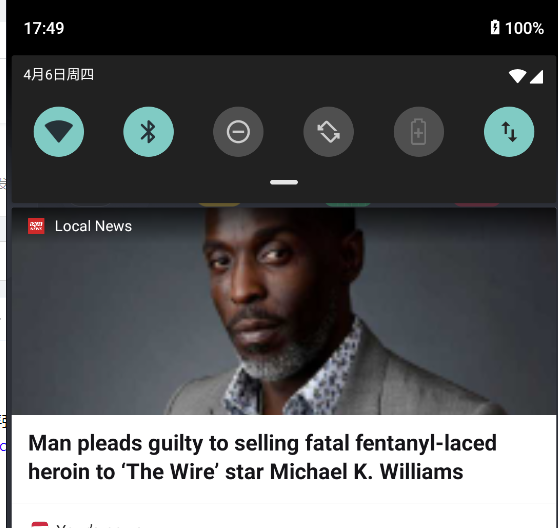 17:49
100%
4月6日周四
Local News
Man pleads guilty to selling fatal fentanyl-laced
heroin to ‘The Wire’ star Michael K. Williams